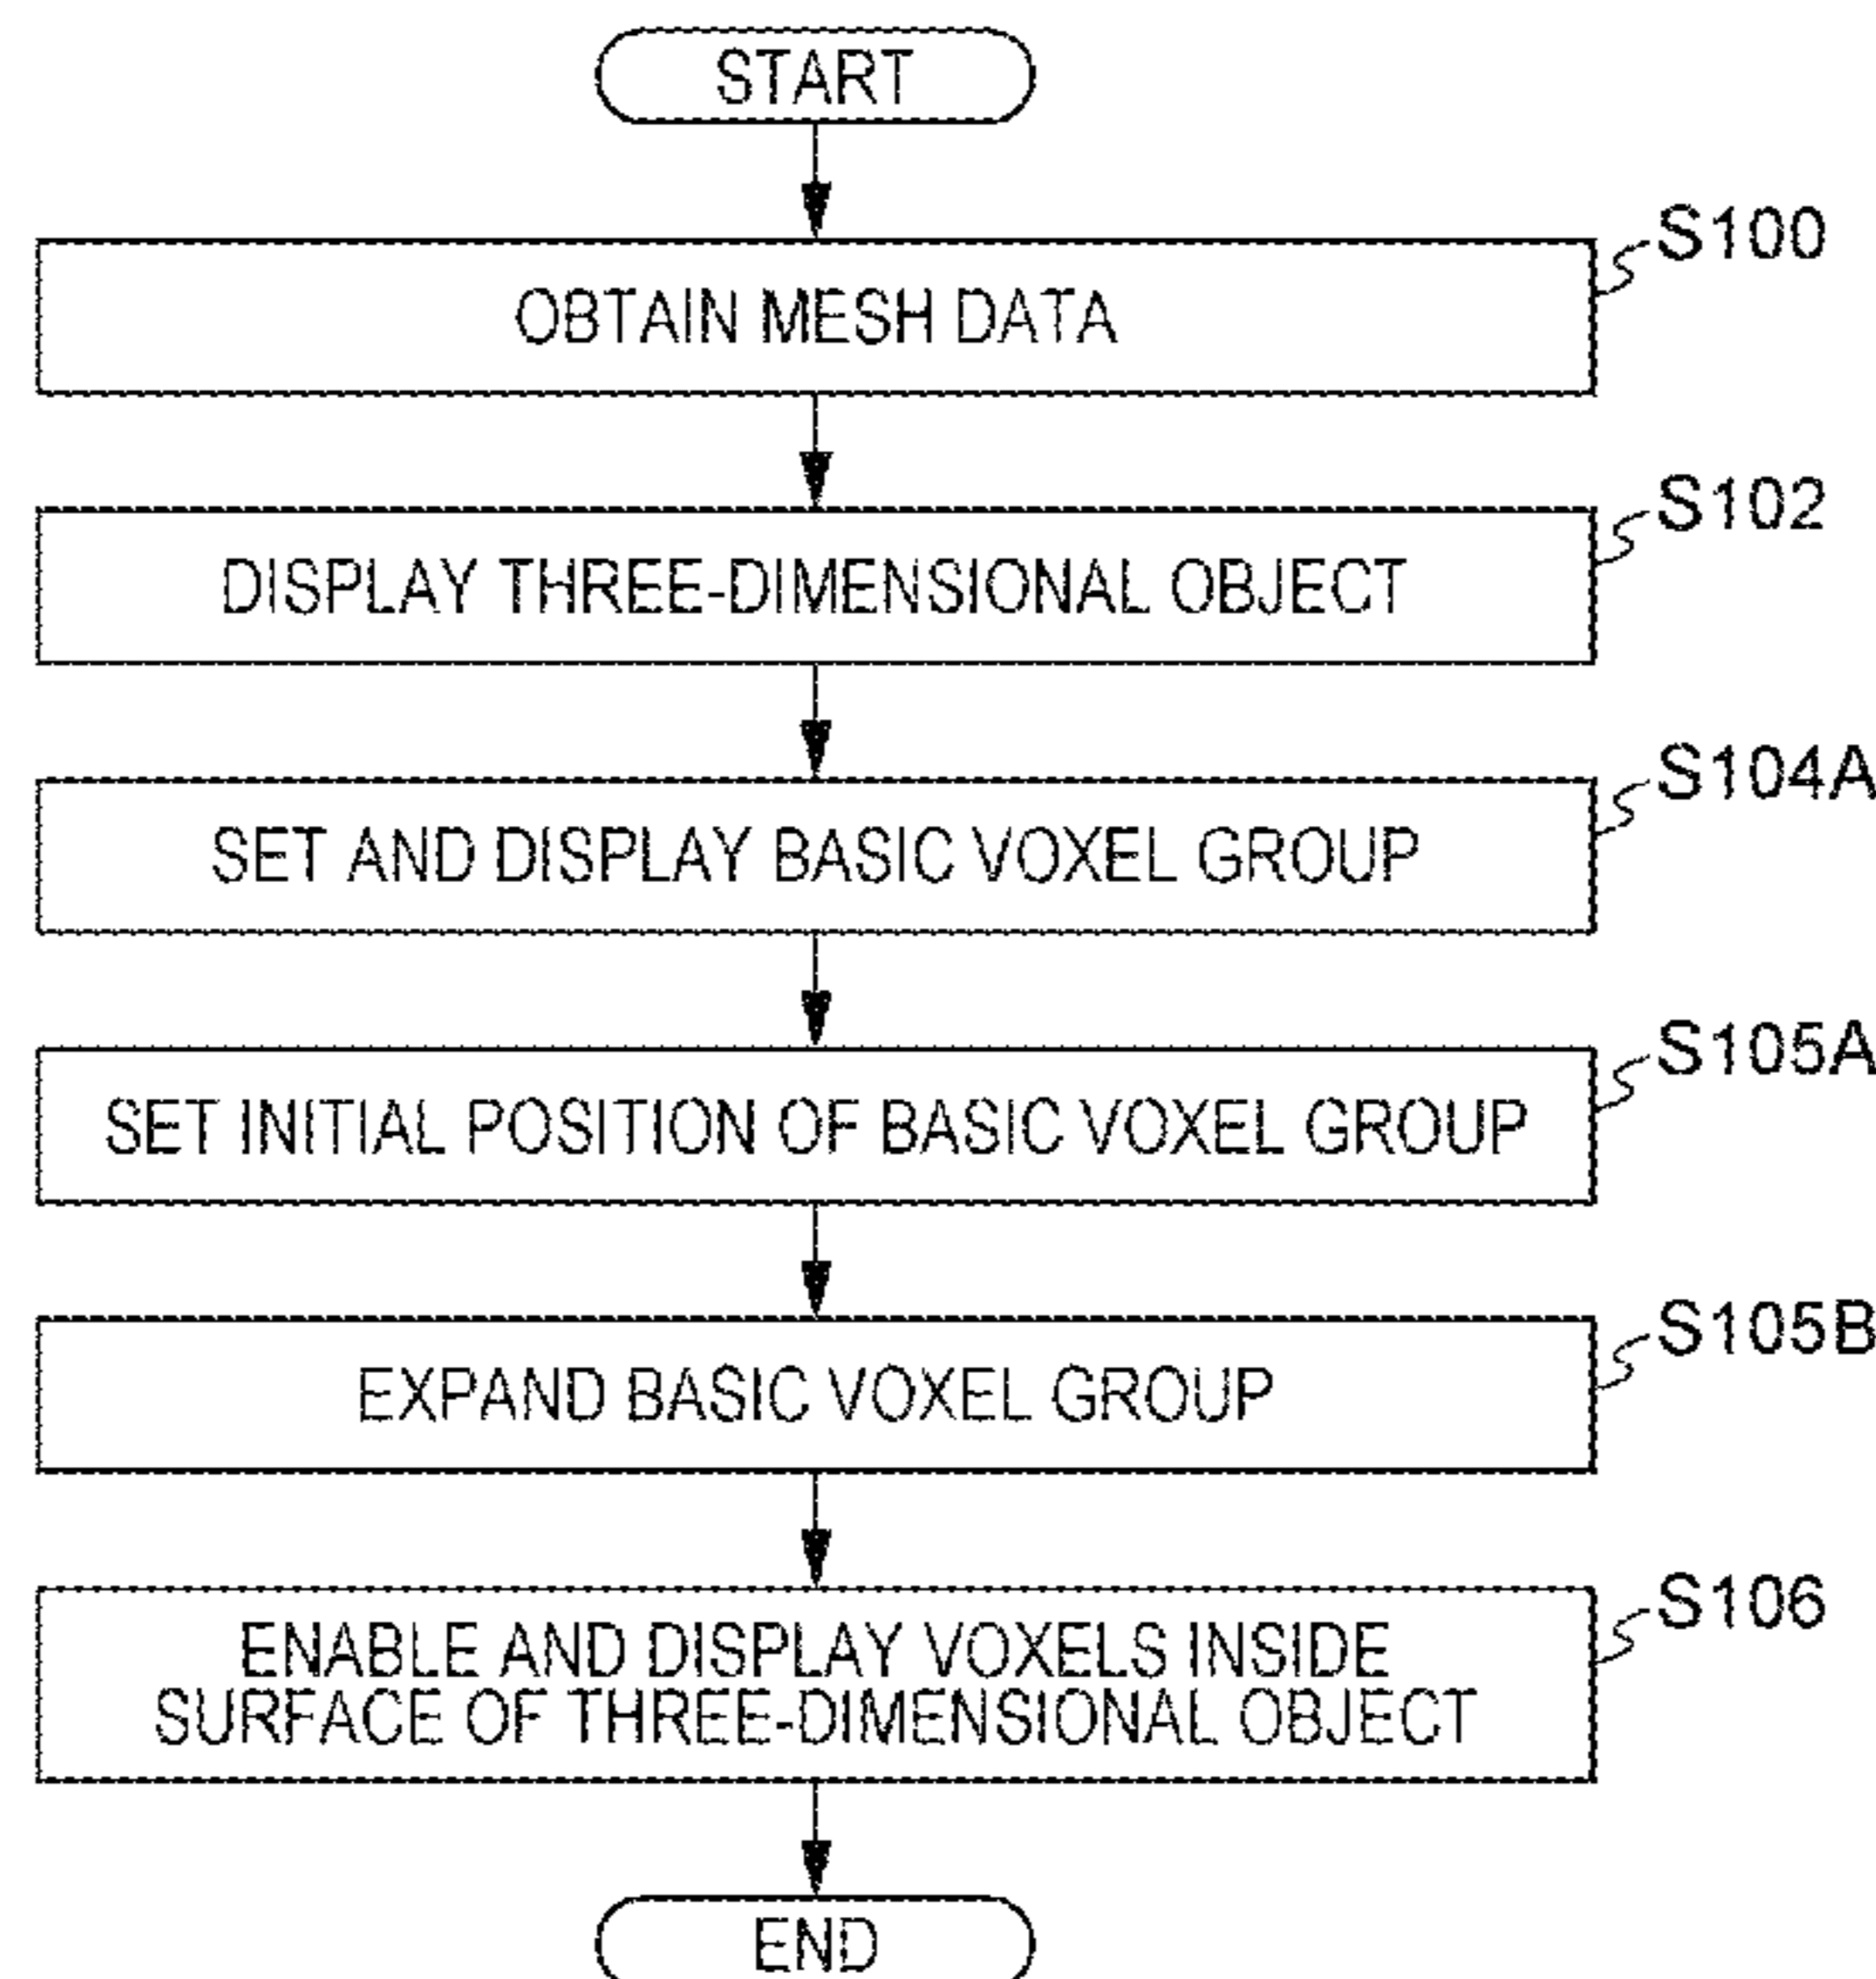 START
S100
OBTAIN MESH DATA
S102
DISPLAY THREE-DIMENSIONAL OBJECT
S104A
SET AND DISPLAY BASIC VOXEL GROUP
S105A
SET INITIAL POSITION OF BASIC VOXEL GROUP
S105B
EXPAND BASIC VOXEL GROUP
S106
ENABLE AND DISPLAY VOXELS INSIDE
SURFACE OF THREE-DIMENSIONAL OBJECT
END